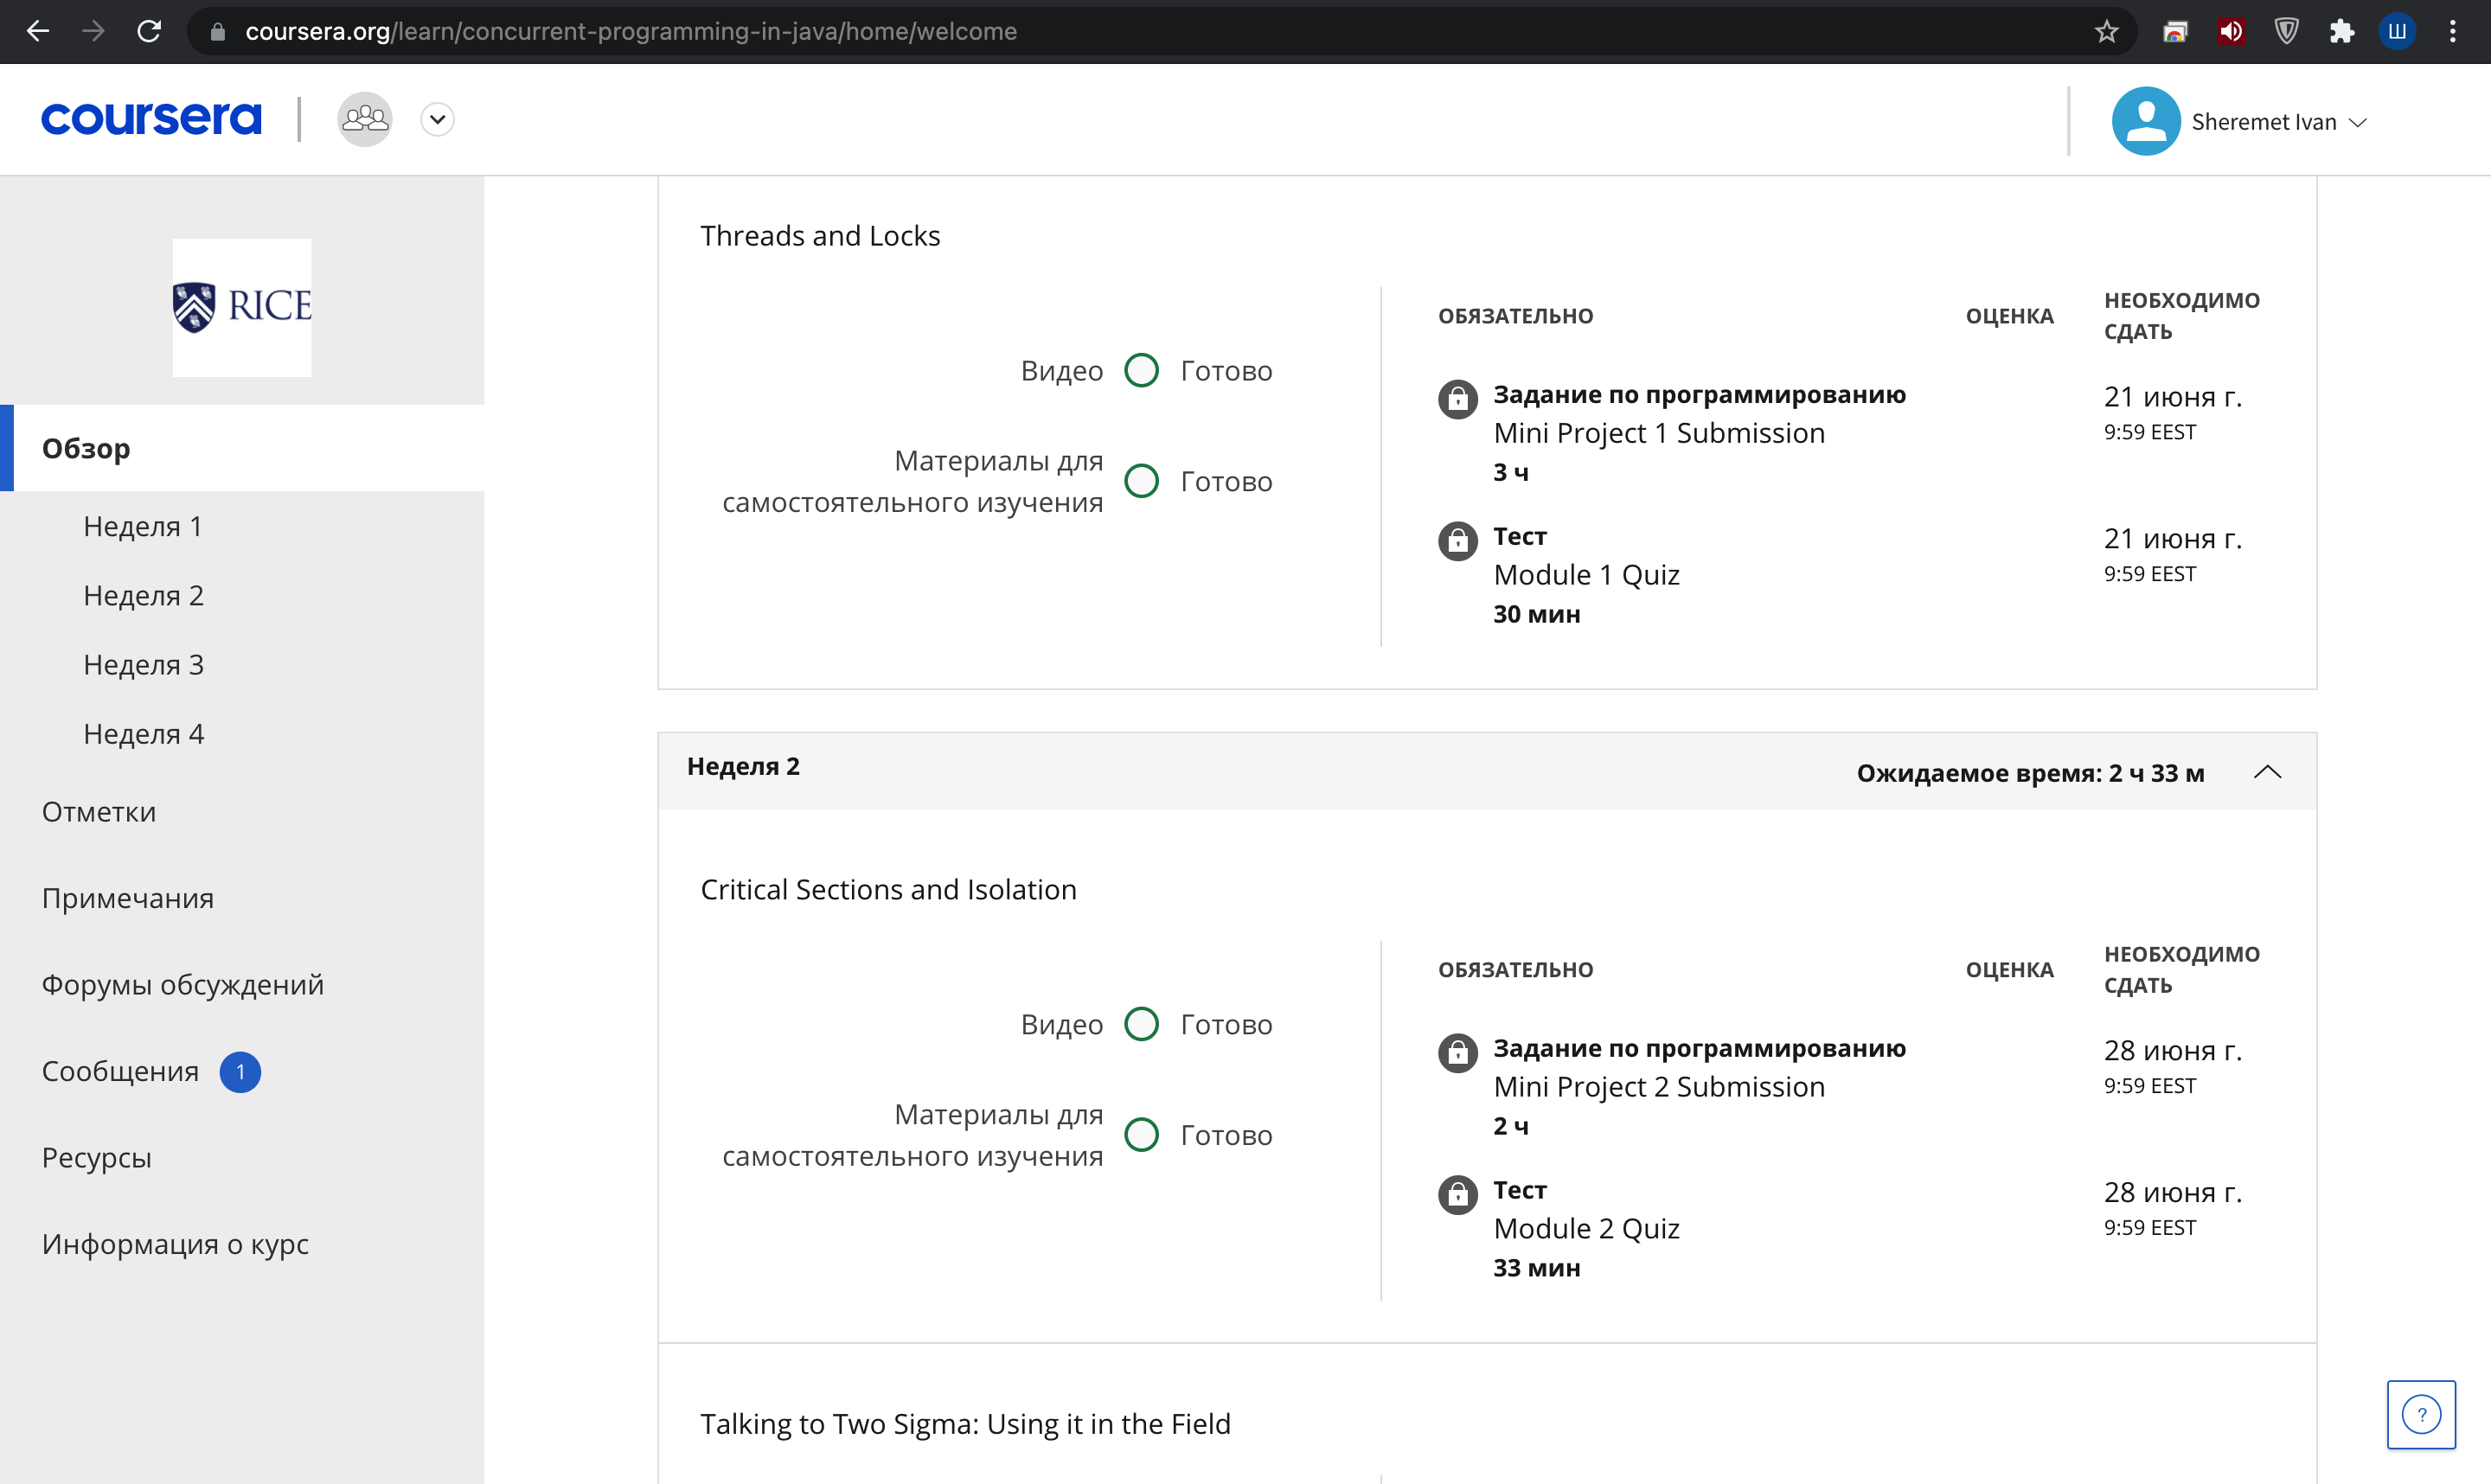 coursera.org/learn/concurrent-programming-in-java/home/welcome
Ш
coursera
Sheremet Ivan
RICE
Обзор
Неделя 1
Неделя 2
Неделя 3
Неделя 4
Отметки
Примечания
Форумы обсуждений
Сообщения 1
Ресурсы
Информация о курс
Threads and Locks
Видео Готово
Материалы для
самостоятельного изучения
Готово
ОБЯЗАТЕЛЬНО ОЦЕНКА НЕОБХОДИМО
СДАТЬ
Задание по программированию
Mini Project 1 Submission
3 ч
21 июня г.
9:59 EEST
Тест
Module 1 Quiz
30 мин
21 июня г.
9:59 EEST
Неделя 2 Ожидаемое время: 2 ч 33 м
Critical Sections and Isolation
Видео Готово
Материалы для
самостоятельного изучения
Готово
ОБЯЗАТЕЛЬНО ОЦЕНКА НЕОБХОДИМО
СДАТЬ
Задание по программированию
Mini Project 2 Submission
2 ч
28 июня г.
9:59 EEST
Тест
Module 2 Quiz
33 мин
28 июня г.
9:59 EEST
Talking to Two Sigma: Using it in the Field
?